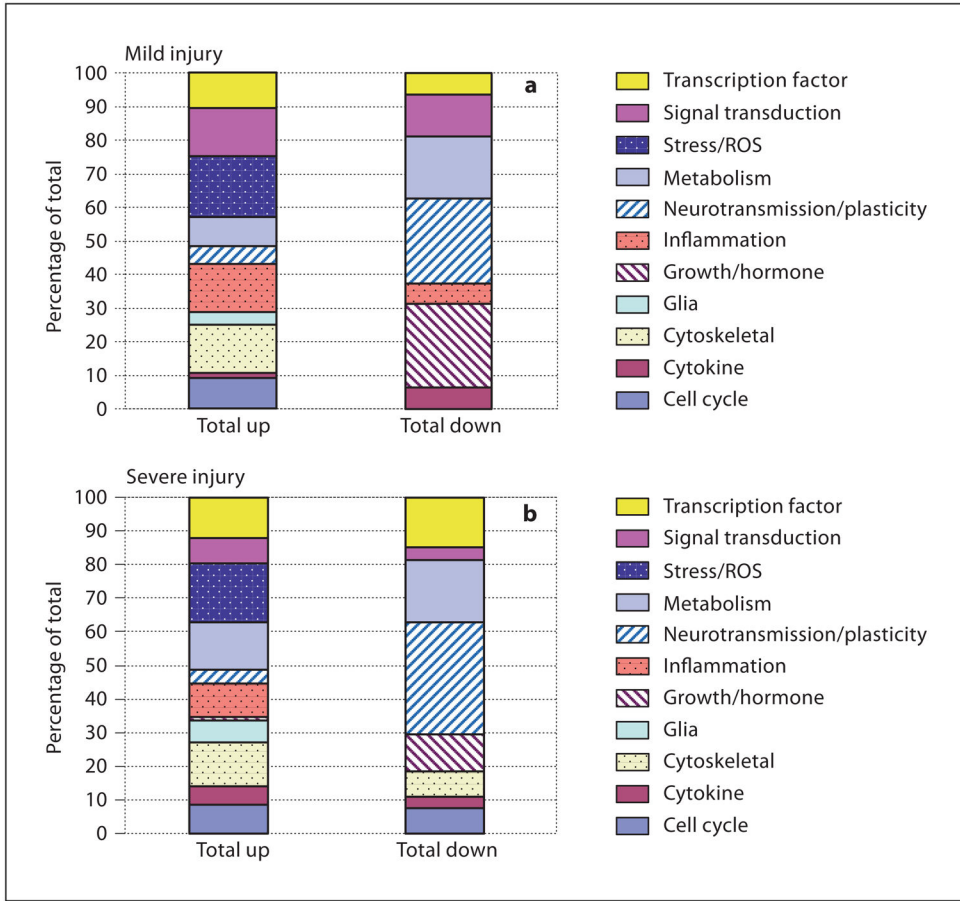 Mild injury
a
Percentage of total
100
90
80
70
60
50
40
30
20
10
0
Total up
Total down
Transcription factor
Signal transduction
Stress/ROS
Metabolism
Neurotransmission/plasticity
Inflammation
Growth/hormone
Glia
Cytoskeletal
Cytokine
Cell cycle
Severe injury
b
Percentage of total
100
90
80
70
60
50
40
30
20
10
0
Total up
Total down
Transcription factor
Signal transduction
Stress/ROS
Metabolism
Neurotransmission/plasticity
Inflammation
Growth/hormone
Glia
Cytoskeletal
Cytokine
Cell cycle